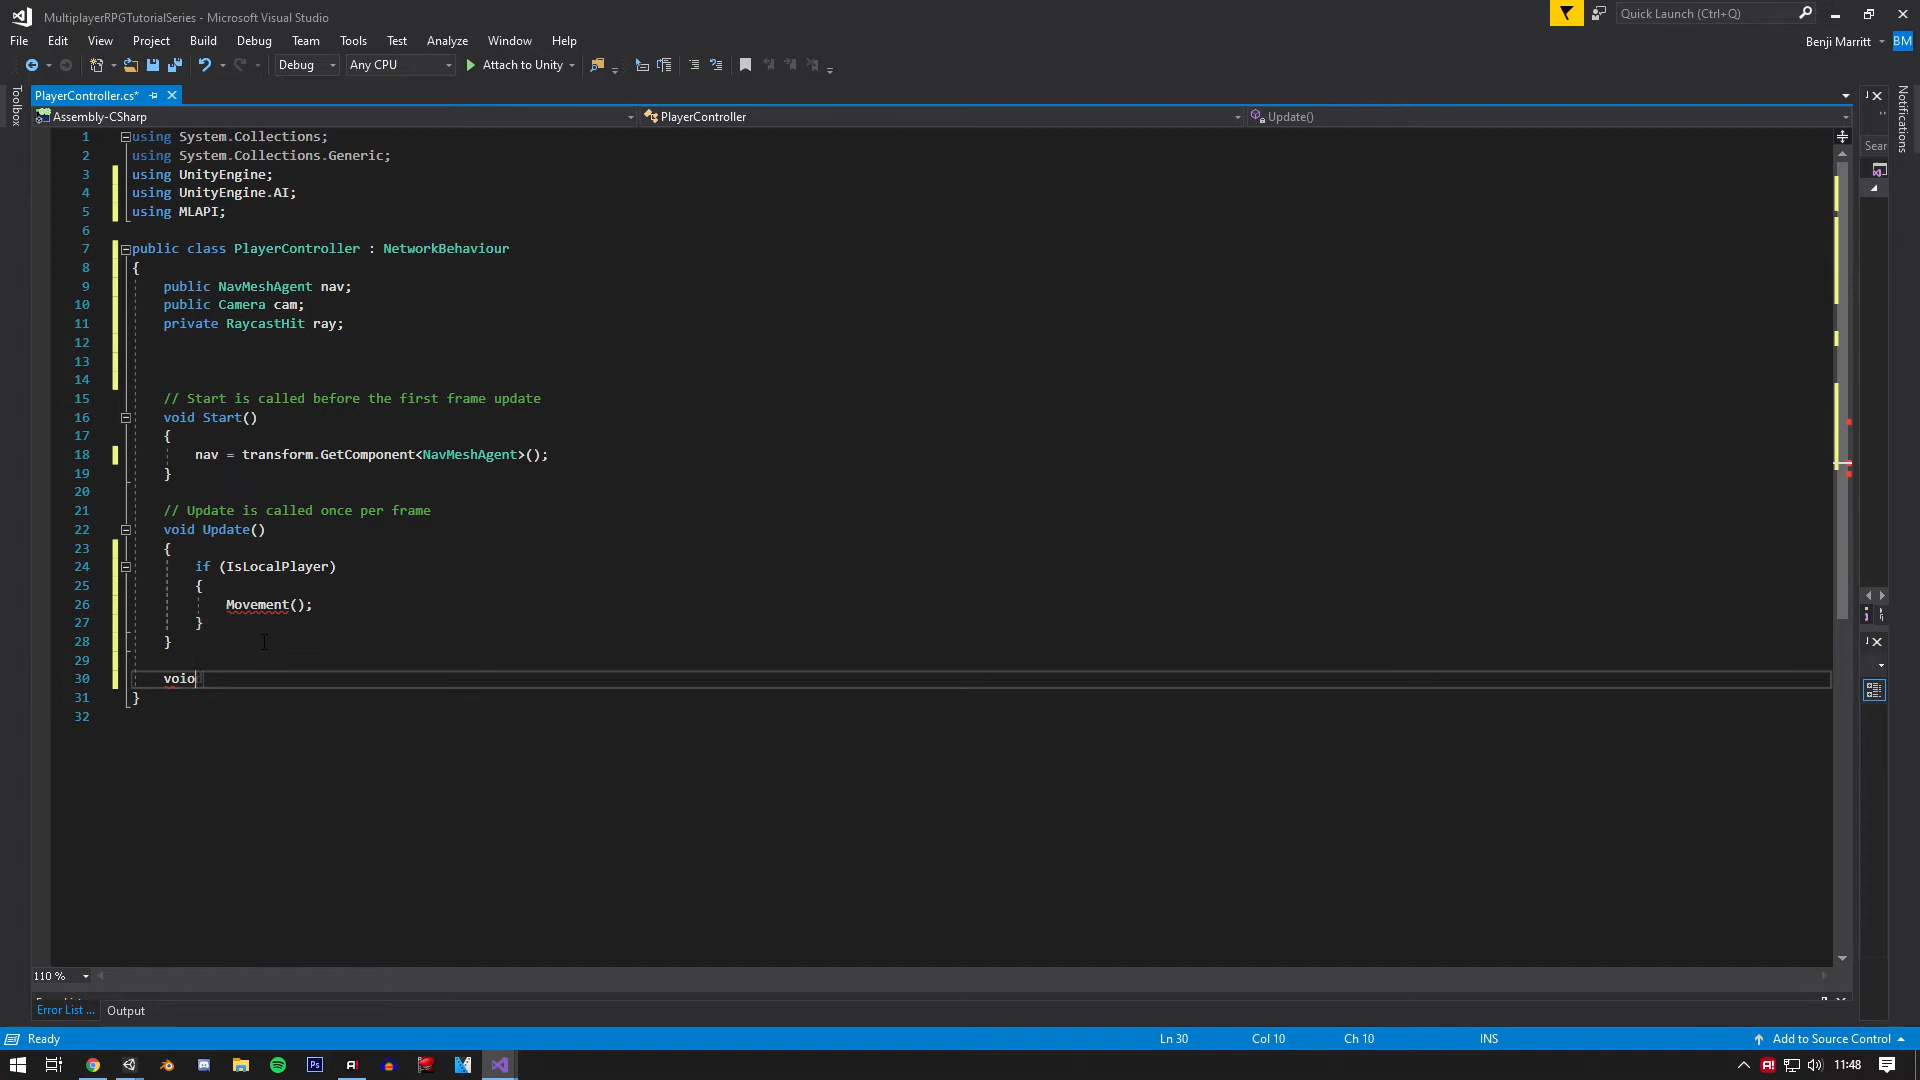 MultiplayerRPGTutorialSeries - Microsoft Visual Studio
Quick Launch (Ctrl+Q)
File Edit View Project Build Debug Team Tools Test Analyze Window Help
Benji Marritt BM
Debug Any CPU Attach to Unity
PlayerController.cs*
Toolbox
Notifications
Assembly-CSharp PlayerController Update()
Sear
1 using System.Collections;
2 using System.Collections.Generic;
3 using UnityEngine;
4 using UnityEngine.AI;
5 using MLAPI;
6
7 public class PlayerController : NetworkBehaviour
8 {
9 public NavMeshAgent nav;
10 public Camera cam;
11 private RaycastHit ray;
12
13
14
15 // Start is called before the first frame update
16 void Start()
17 {
18 nav = transform.GetComponent<NavMeshAgent>();
19 }
20
21 // Update is called once per frame
22 void Update()
23 {
24 if (IsLocalPlayer)
25 {
26 Movement();
27 }
28 }
29
30 voio
31 }
32
110 %
Error List ... Output
Ready Ln 30 Col 10 Ch 10 INS Add to Source Control
Ps A! A!
11:48